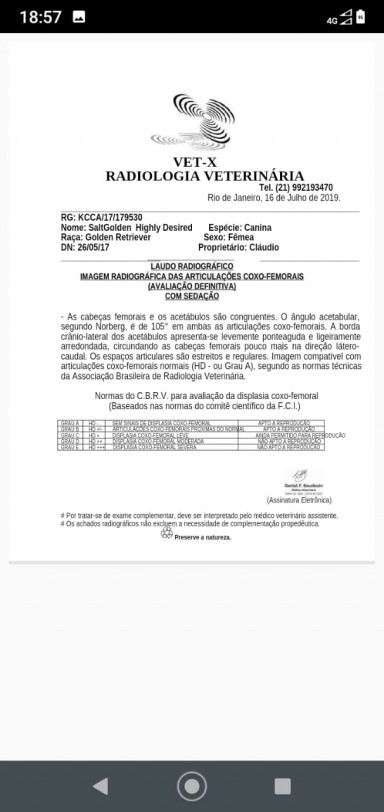 18:57
4G
VET-X
RADIOLOGIA VETERINÁRIA
Tel. (21) 992193470
Rio de Janeiro, 16 de Julho de 2019.
RG: KCCA/17/179530
Nome: SaltGolden Highly Desired Espécie: Canina
Raça: Golden Retriever Sexo: Fêmea
DN: 26/05/17 Proprietário: Cláudio
LAUDO RADIOGRÁFICO
IMAGEM RADIOGRÁFICA DAS ARTICULAÇÕES COXO-FEMORAIS
(AVALIAÇÃO DEFINITIVA)
COM SEDAÇÃO
- As cabeças femorais e os acetábulos são congruentes. O ângulo acetabular,
segundo Norberg, é de 105° em ambas as articulações coxo-femorais. A borda
crânio-lateral dos acetábulos apresenta-se levemente ponteaguda e ligeiramente
arredondada, circundando as cabeças femorais pouco mais na direção látero-
caudal. Os espaços articulares são estreitos e regulares. Imagem compatível com
articulações coxo-femorais normais (HD - ou Grau A), segundo as normas técnicas
da Associação Brasileira de Radiologia Veterinária.
Normas do C.B.R.V. para avaliação da displasia coxo-femoral
(Baseados nas normas do comitê científico da F.C.I.)
GRAU A HD - SEM SINAIS DE DISPLASIA COXO-FEMORAL APTO A REPRODUÇÃO
GRAU B HD +/- ARTICULAÇÕES COXO-FEMORAIS PRÓXIMAS DO NORMAL APTO A REPRODUÇÃO
GRAU C HD + DISPLASIA COXO-FEMORAL LEVE AINDA PERMITIDO PARA REPRODUÇÃO
GRAU D HD ++ DISPLASIA COXO-FEMORAL MODERADA NÃO APTO A REPRODUÇÃO
GRAU E HD +++ DISPLASIA COXO-FEMORAL SEVERA NÃO APTO A REPRODUÇÃO
Daniel F. Baudouin
(Assinatura Eletrônica)
# Por tratar-se de exame complementar, deve ser interpretado pelo médico veterinário assistente.
# Os achados radiográficos não excluem a necessidade de complementação propedêutica.
Preserve a natureza.